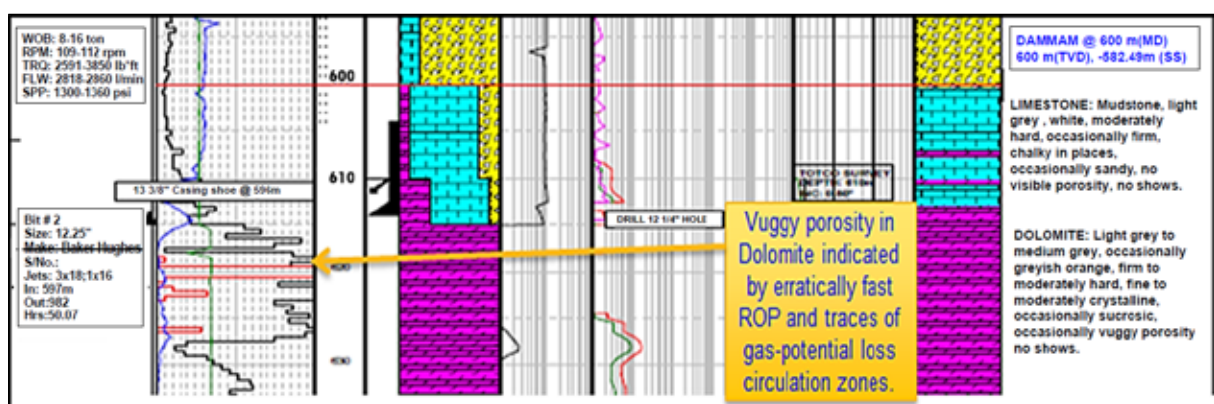 WOB: 8-16 ton
RPM: 109-112 rpm
TRQ: 2591-3850 lb*ft
FLW: 2818-2860 l/min
SPP: 1300-1360 psi
13 3/8" Casing shoe @ 596m
Bit # 2
Size: 12.25"
Make: Baker Hughes
S/No.:
Jets: 3x18;1x16
In: 597m
Out:982
Hrs:50.07
600
610
TOTCO SURVEY
DRILL 12 1/4" HOLE
Vuggy porosity in
Dolomite indicated
by erratically fast
ROP and traces of
gas-potential loss
circulation zones.
DAMMAM @ 600 m(MD)
600 m(TVD), -582.49m (SS)
LIMESTONE: Mudstone, light
grey , white, moderately
hard, occasionally firm,
chalky in places,
occasionally sandy, no
visible porosity, no shows.
DOLOMITE: Light grey to
medium grey, occasionally
greyish orange, firm to
moderately hard, fine to
moderately crystalline,
occasionally sucrosic,
occasionally vuggy porosity
no shows.